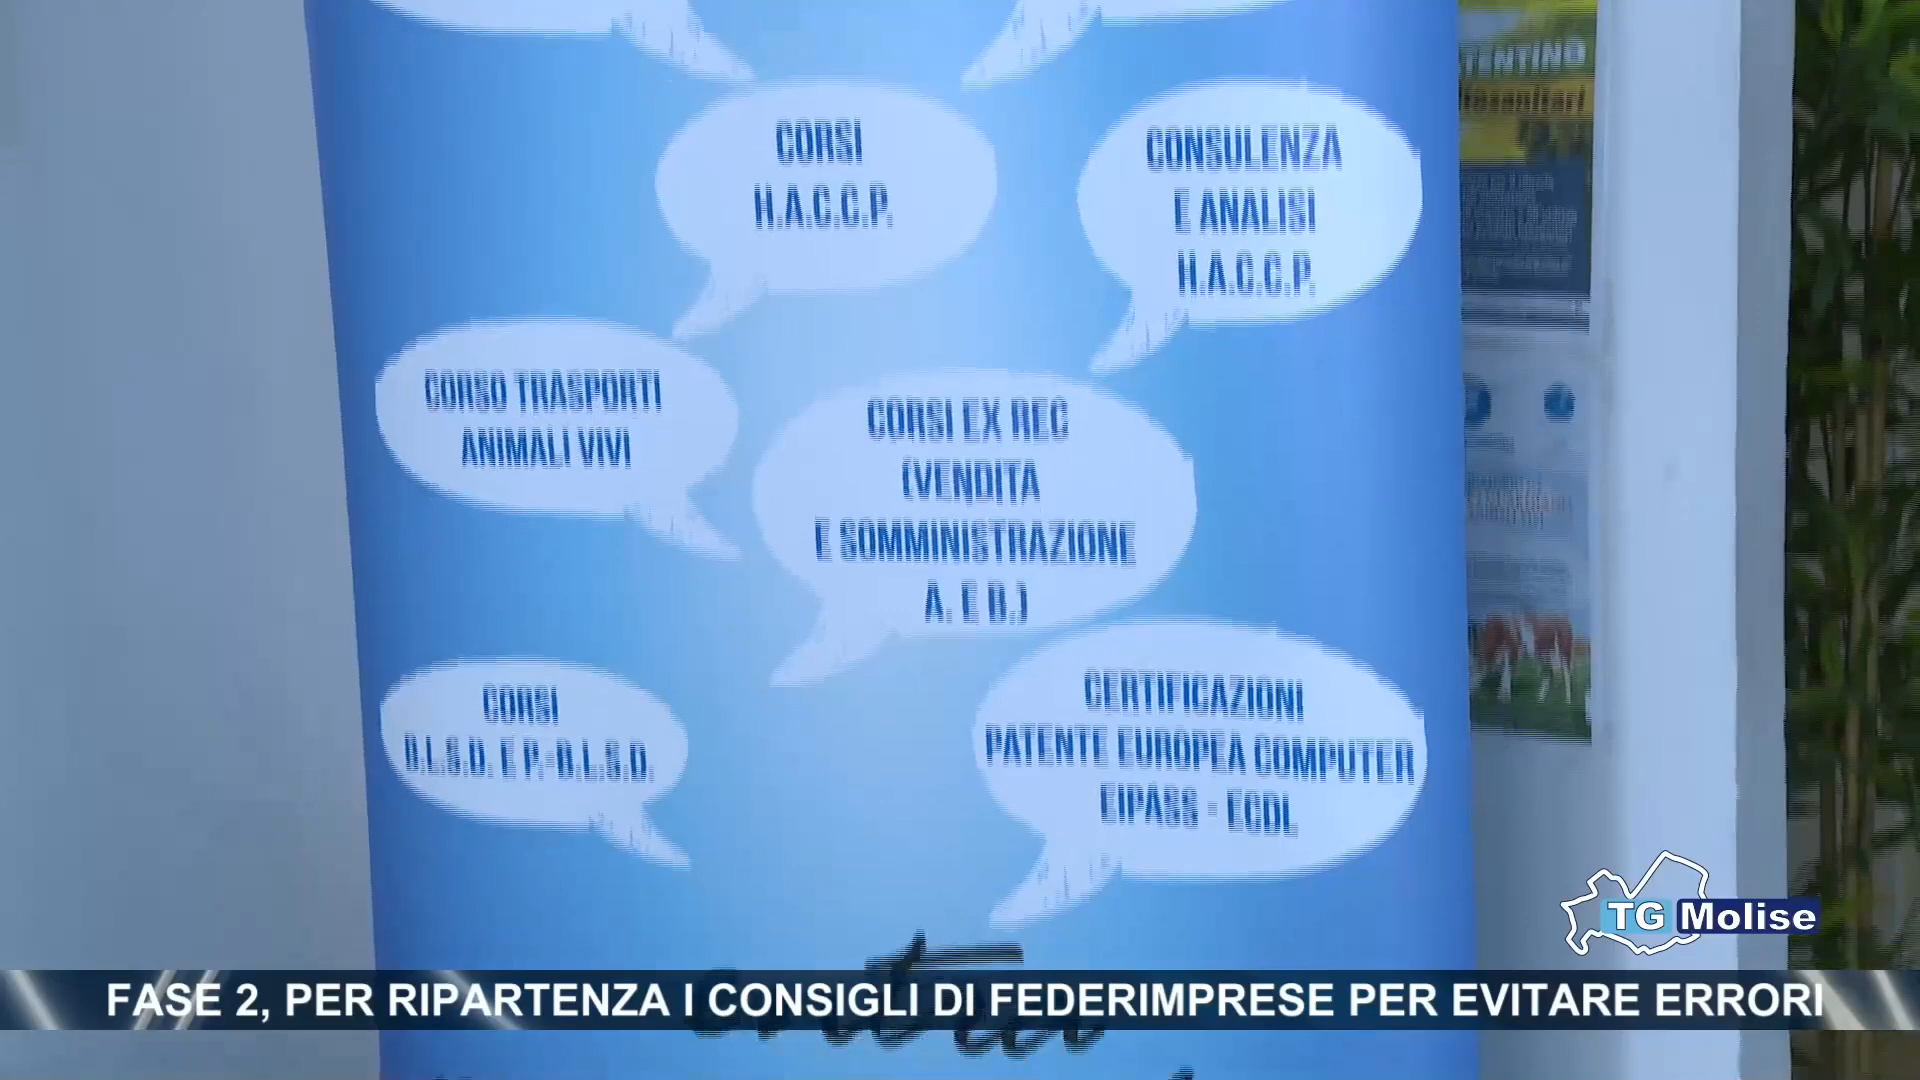 CORSI
H.A.C.C.P.
CONSULENZA
E ANALISI
H.A.C.C.P.
CORSO TRASPORTI
ANIMALI VIVI
CORSI EX REC
(VENDITA
E SOMMINISTRAZIONE
A. E B.)
CORSI
B.L.S.D. E P.-B.L.S.D.
CERTIFICAZIONI
PATENTE EUROPEA COMPUTER
EIPASS - ECDL
TG Molise
FASE 2, PER RIPARTENZA I CONSIGLI DI FEDERIMPRESE PER EVITARE ERRORI